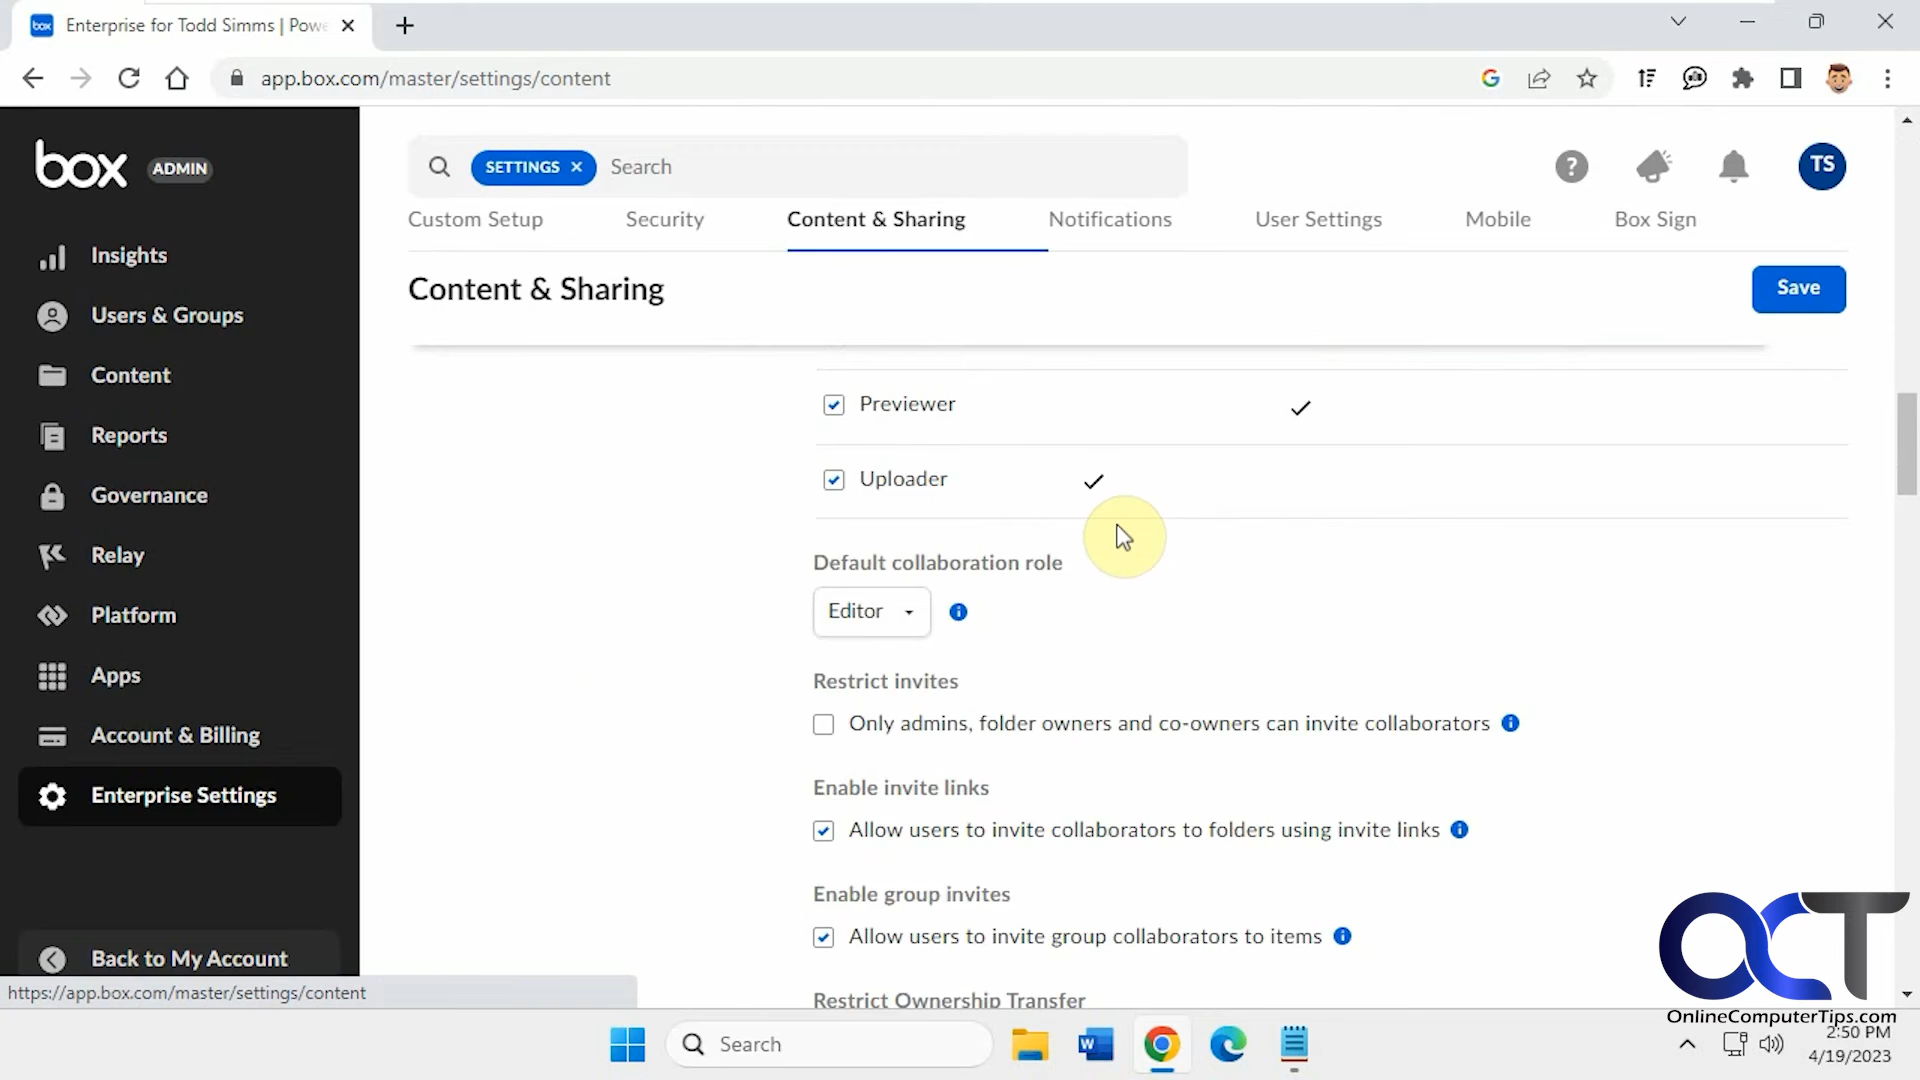 box
Enterprise for Todd Simms | Powe
app.box.com/master/settings/content
box ADMIN
Insights
Users & Groups
Content
Reports
Governance
Relay
Platform
Apps
Account & Billing
Enterprise Settings
Back to My Account
https://app.box.com/master/settings/content
SETTINGS × Search
TS
Custom Setup Security Content & Sharing Notifications User Settings Mobile Box Sign
Content & Sharing
Save
Previewer
Uploader
Default collaboration role
Editor
Restrict invites
Only admins, folder owners and co-owners can invite collaborators
Enable invite links
Allow users to invite collaborators to folders using invite links
Enable group invites
Allow users to invite group collaborators to items
Restrict Ownership Transfer
OCT
OnlineComputerTips.com
Search
2:50 PM
4/19/2023